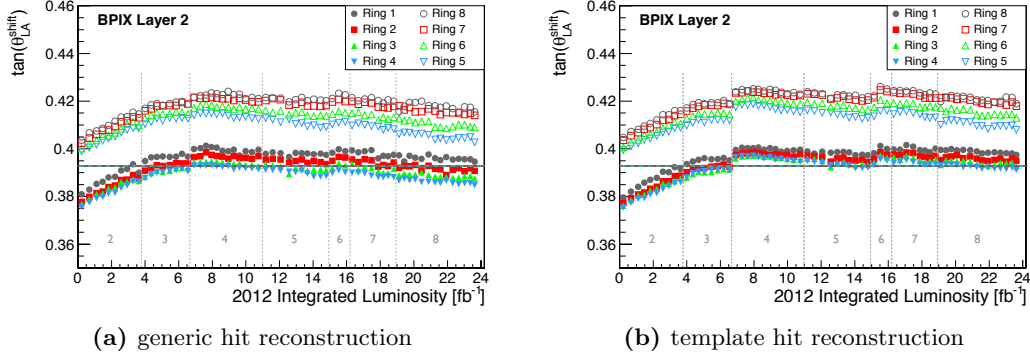 BPIX Layer 2
Ring 1 Ring 8
Ring 2 Ring 7
Ring 3 Ring 6
Ring 4 Ring 5
tan(θ_LA^shift)
0.46
0.44
0.42
0.4
0.38
0.36
2 3 4 5 6 7 8
0 2 4 6 8 10 12 14 16 18 20 22 24
2012 Integrated Luminosity [fb⁻¹]
(a) generic hit reconstruction
BPIX Layer 2
Ring 1 Ring 8
Ring 2 Ring 7
Ring 3 Ring 6
Ring 4 Ring 5
tan(θ_LA^shift)
0.46
0.44
0.42
0.4
0.38
0.36
2 3 4 5 6 7 8
0 2 4 6 8 10 12 14 16 18 20 22 24
2012 Integrated Luminosity [fb⁻¹]
(b) template hit reconstruction